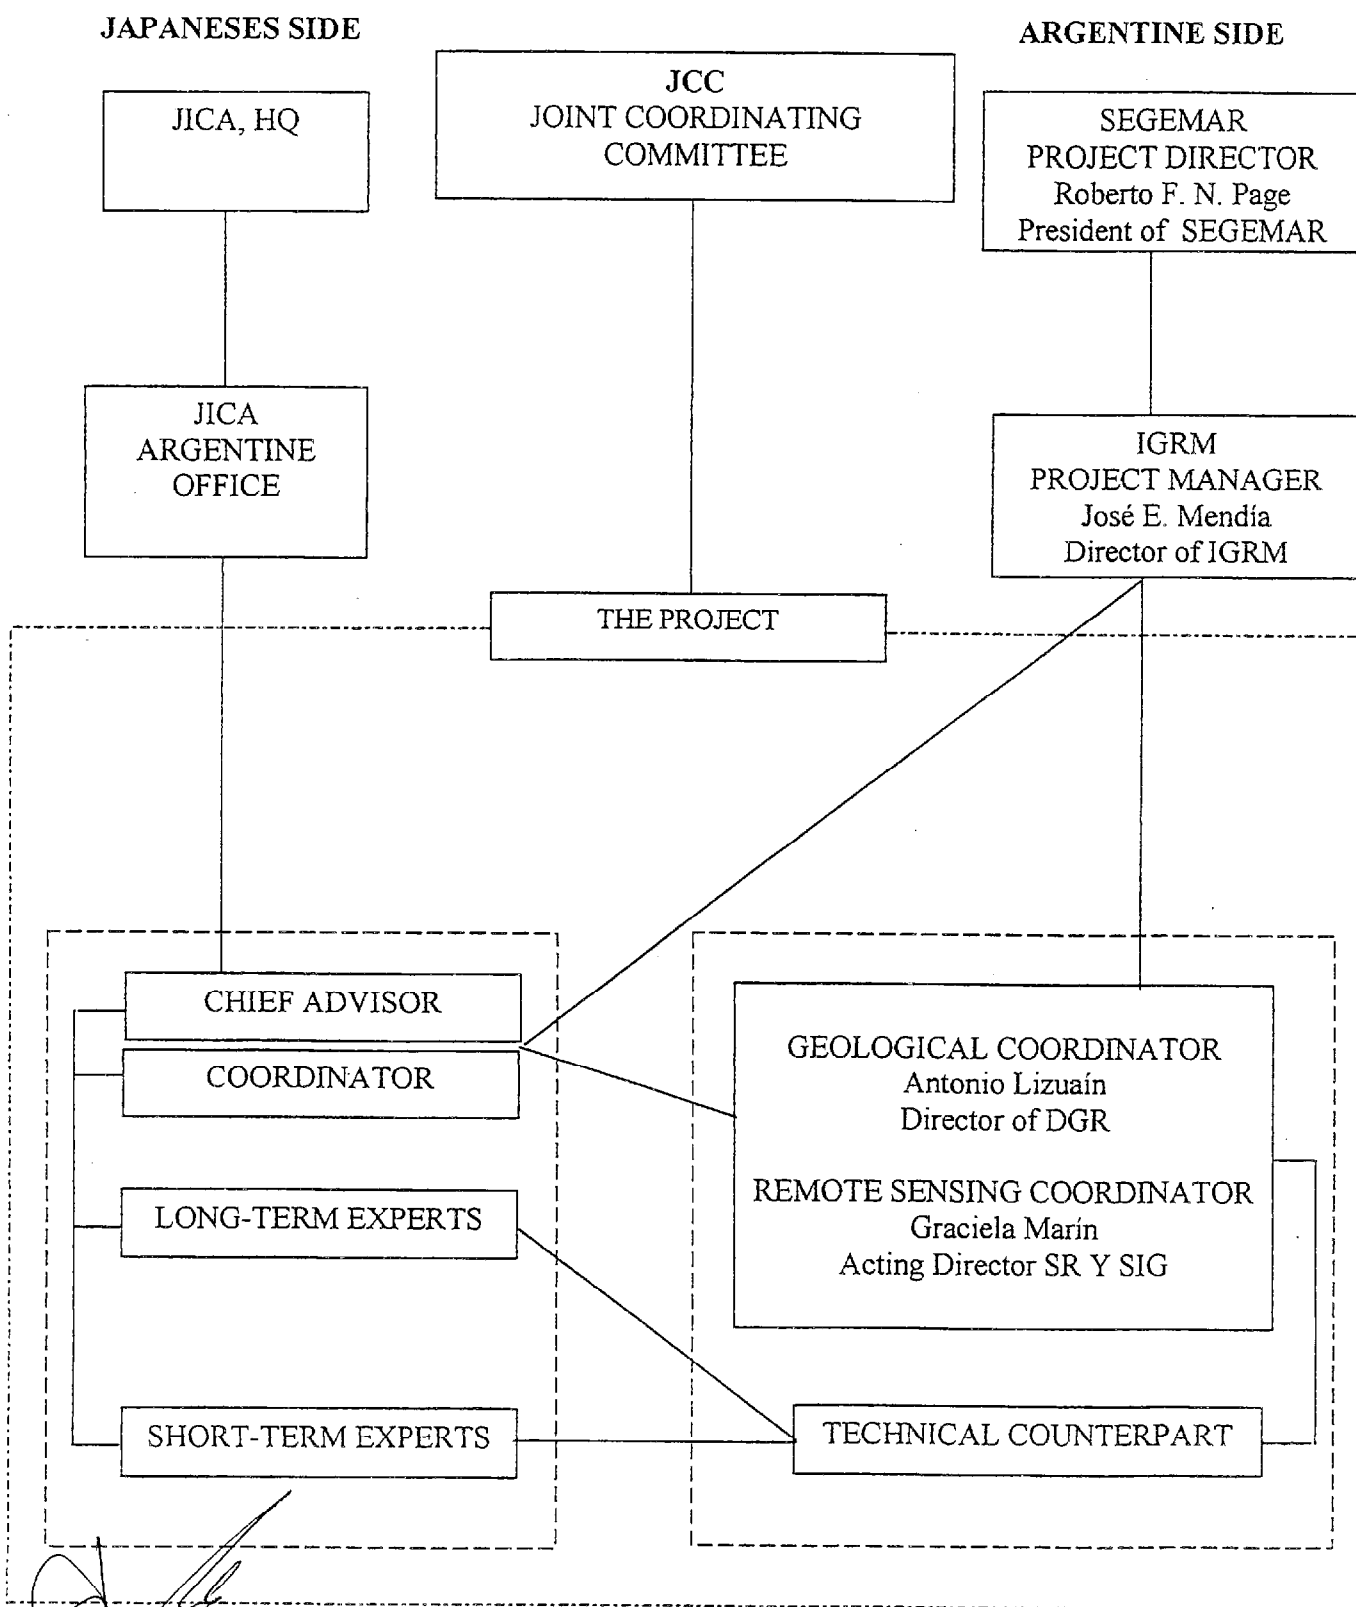 JAPANESES SIDE
ARGENTINE SIDE
JICA, HQ
JCC
JOINT COORDINATING
COMMITTEE
SEGEMAR
PROJECT DIRECTOR
Roberto F. N. Page
President of SEGEMAR
JICA
ARGENTINE
OFFICE
IGRM
PROJECT MANAGER
José E. Mendía
Director of IGRM
THE PROJECT
CHIEF ADVISOR
COORDINATOR
LONG-TERM EXPERTS
SHORT-TERM EXPERTS
GEOLOGICAL COORDINATOR
Antonio Lizuaín
Director of DGR
REMOTE SENSING COORDINATOR
Graciela Marín
Acting Director SR Y SIG
TECHNICAL COUNTERPART